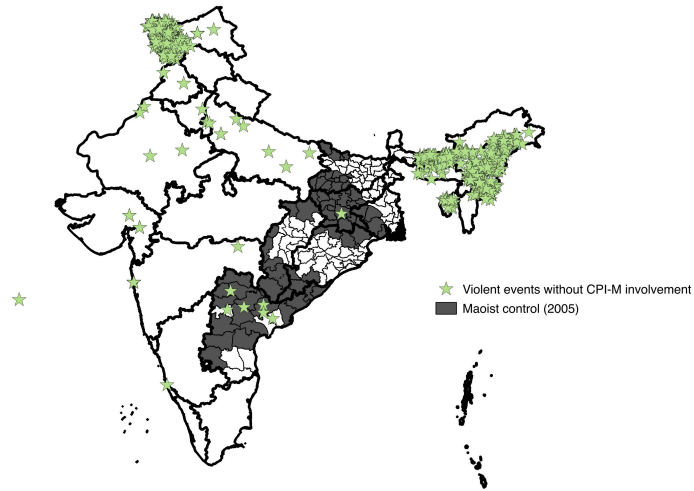 Violent events without CPI-M involvement
Maoist control (2005)